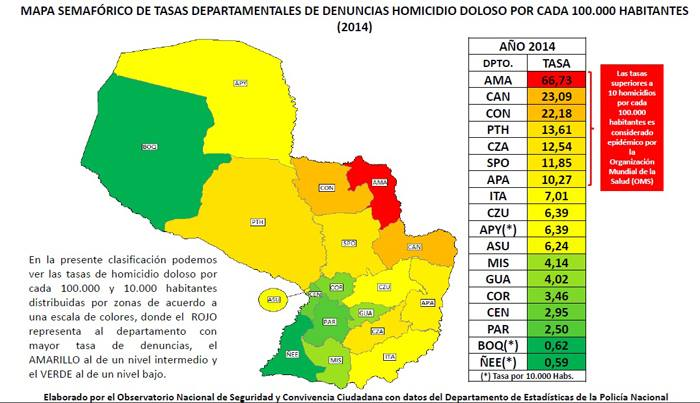 MAPA SEMAFÓRICO DE TASAS DEPARTAMENTALES DE DENUNCIAS HOMICIDIO DOLOSO POR CADA 100.000 HABITANTES
(2014)
AÑO 2014
DPTO. TASA
AMA 66,73
CAN 23,09
CON 22,18
PTH 13,61
CZA 12,54
SPO 11,85
APA 10,27
ITA 7,01
CZU 6,39
APY(*) 6,39
ASU 6,24
MIS 4,14
GUA 4,02
COR 3,46
CEN 2,95
PAR 2,50
BOQ(*) 0,62
ÑEE(*) 0,59
(*) Tasa por 10.000 Habs.
Las tasas
superiores a
10 homicidios
por cada
100.000
habitantes es
considerado
epidémico por
la
Organización
Mundial de la
Salud (OMS)
APY
BOQ
CON
AMA
PTH
SPO
CAN
ASU
CEN
COR
CZU
APA
PAR
GUA
CZA
ÑEE
MIS
ITA
En la presente clasificación podemos
ver las tasas de homicidio doloso por
cada 100.000 y 10.000 habitantes
distribuidas por zonas de acuerdo a
una escala de colores, donde el ROJO
representa al departamento con
mayor tasa de denuncias, el
AMARILLO al de un nivel intermedio y
el VERDE al de un nivel bajo.
Elaborado por el Observatorio Nacional de Seguridad y Convivencia Ciudadana con datos del Departamento de Estadísticas de la Policía Nacional